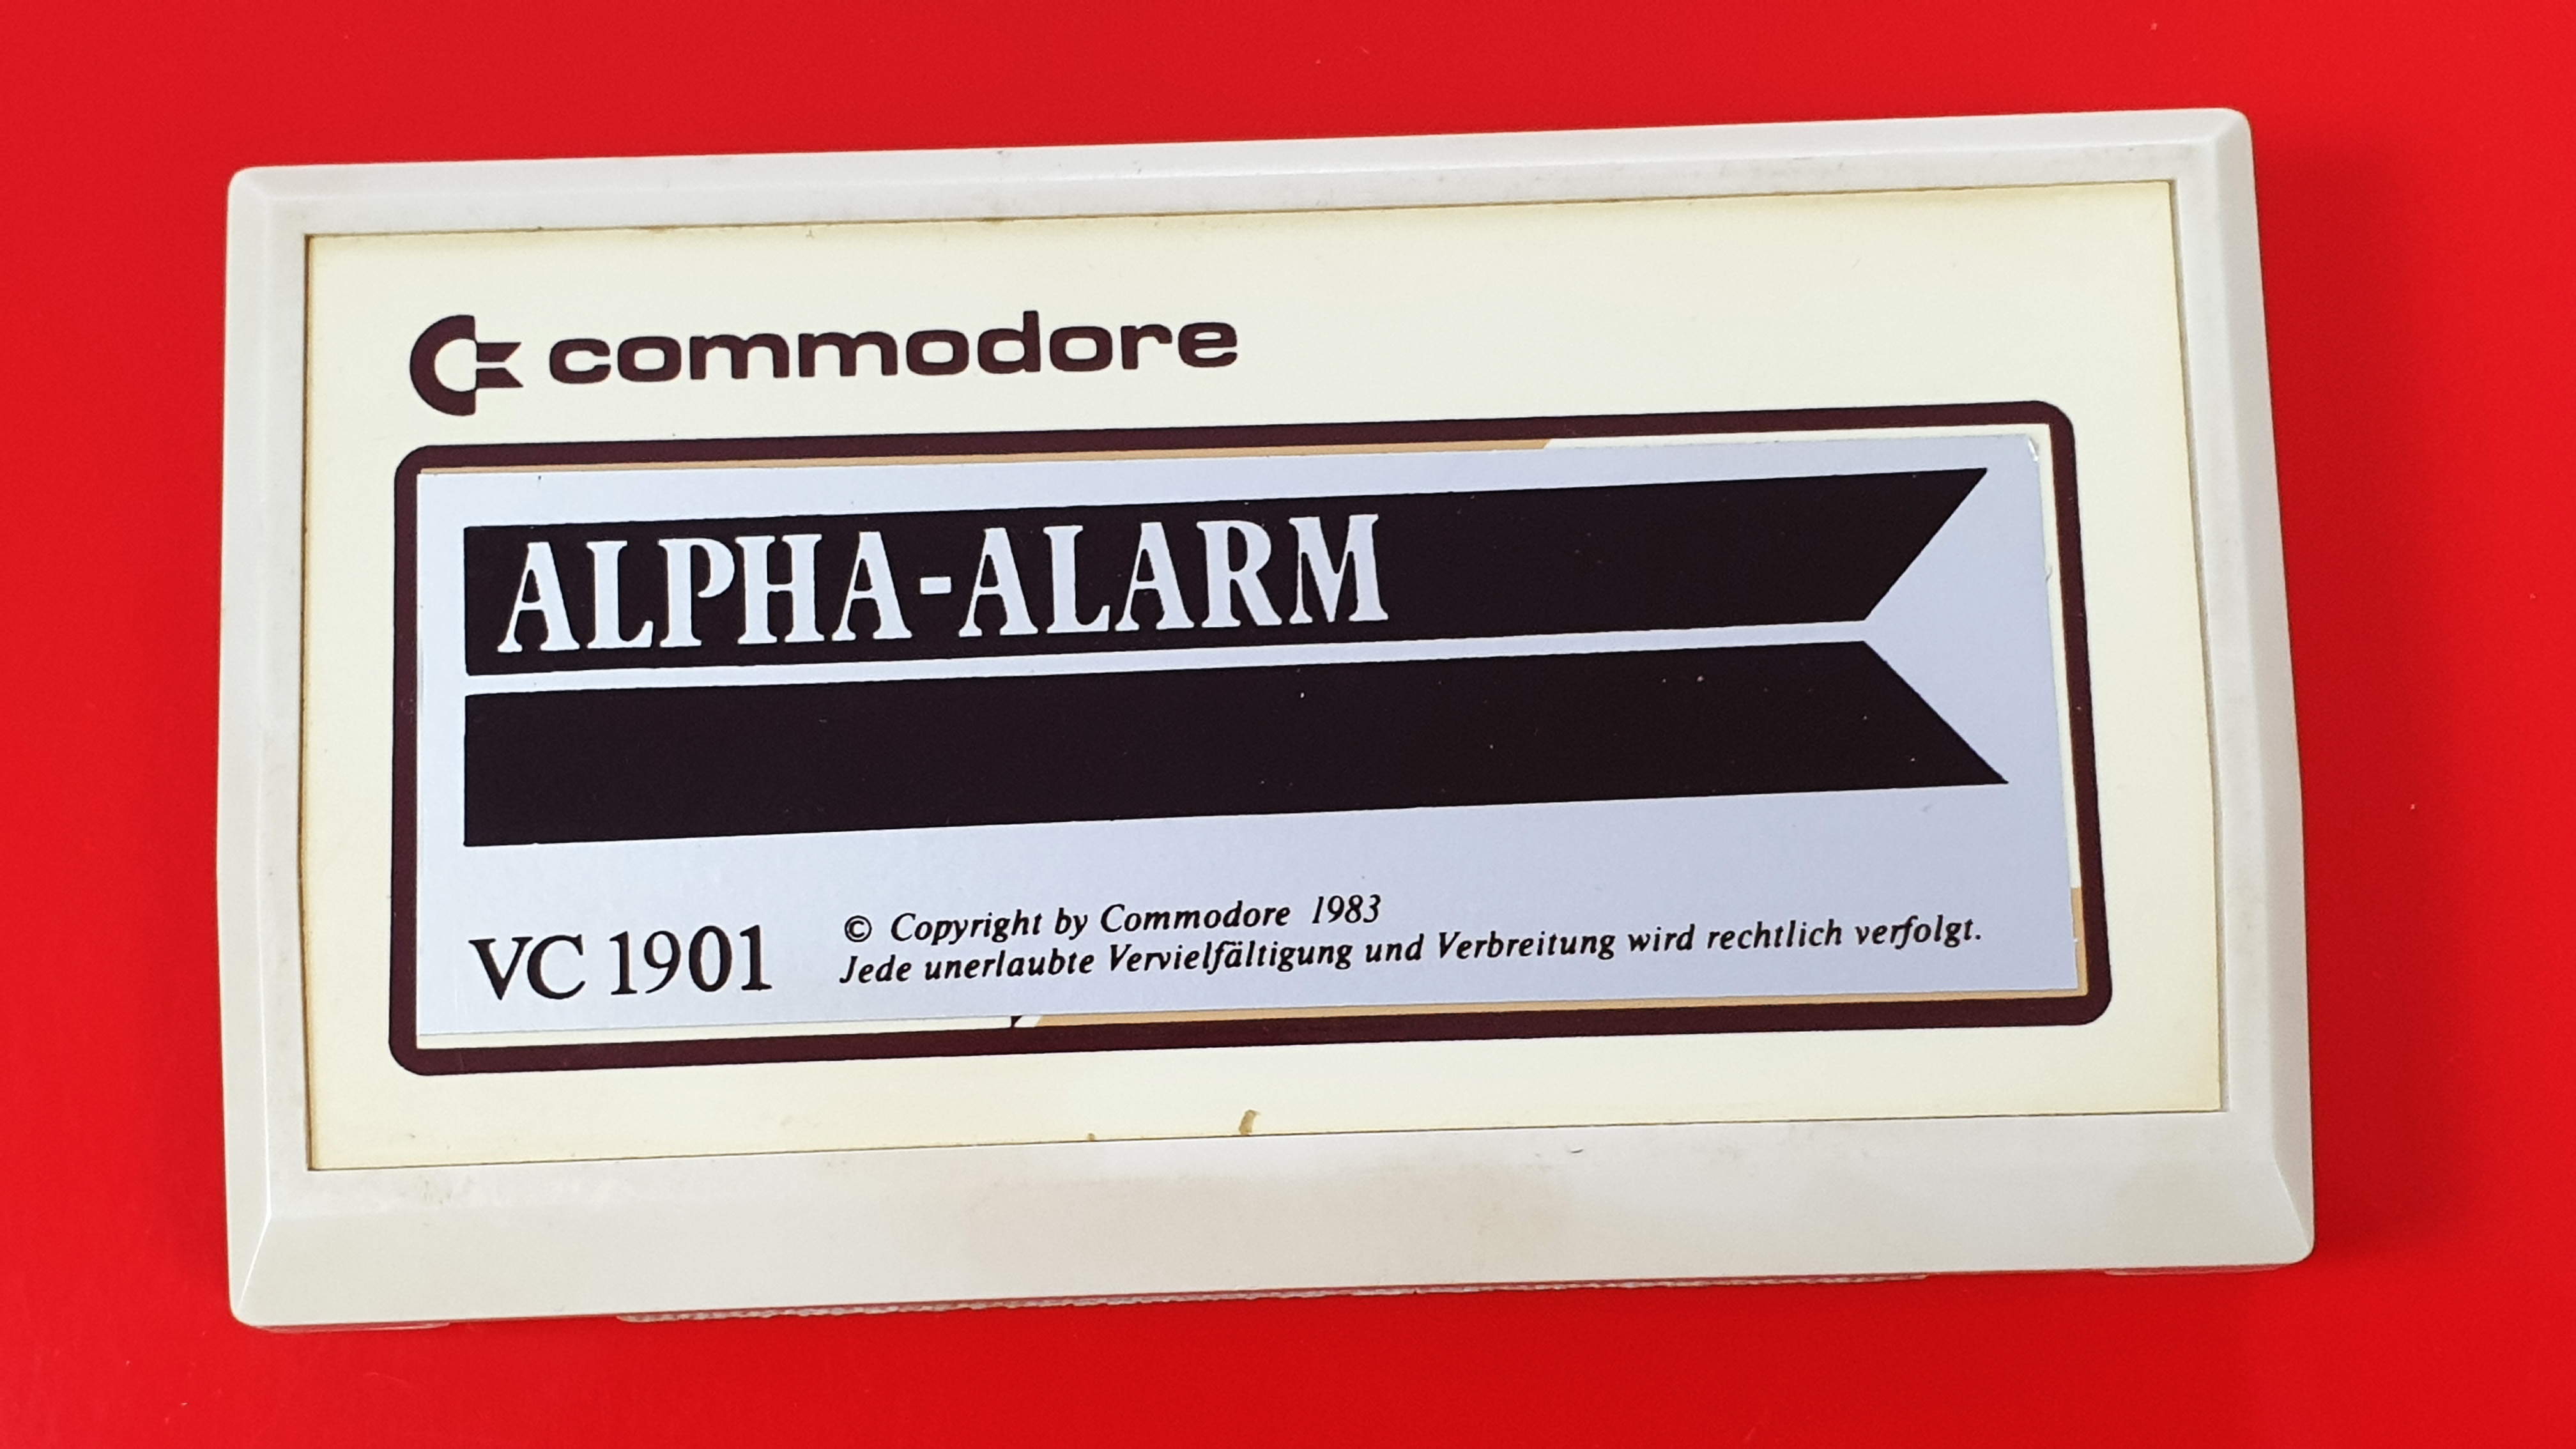 commodore
ALPHA-ALARM
VC 1901
© Copyright by Commodore 1983
Jede unerlaubte Vervielfältigung und Verbreitung wird rechtlich verfolgt.